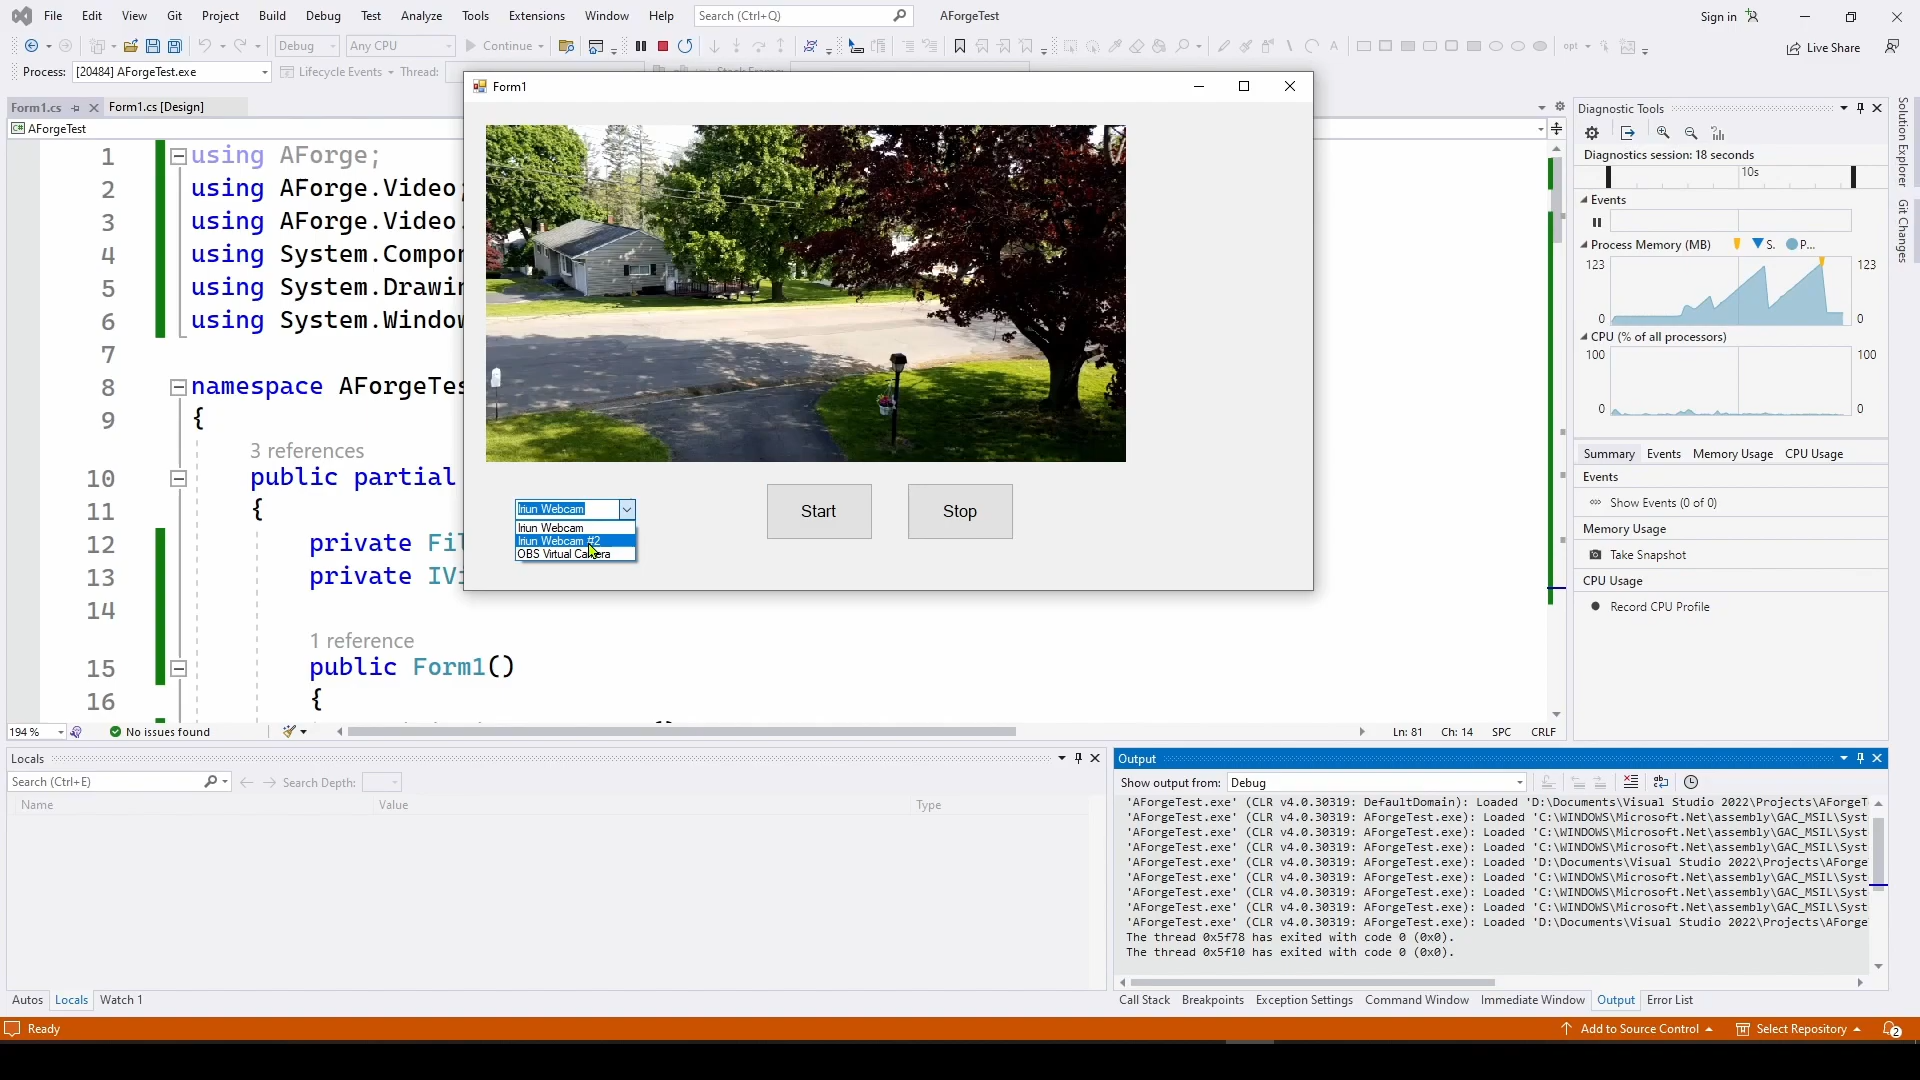 File Edit View Git Project Build Debug Test Analyze Tools Extensions Window Help Search (Ctrl+Q) AForgeTest Sign in
Debug Any CPU Continue opt Live Share
Process: [20484] AForgeTest.exe Lifecycle Events Thread:
Form1
Form1.cs Form1.cs [Design]
AForgeTest
1 using AForge;
2 using AForge.Video;
3 using AForge.Video.
4 using System.Compon
5 using System.Drawin
6 using System.Window
7
8 namespace AForgeTes
9 {
3 references
10 public partial
11 {
12 private Fil
13 private IVi
14
1 reference
15 public Form1()
16 {
Iriun Webcam
Iriun Webcam
Iriun Webcam #2
OBS Virtual Camera
Start Stop
Diagnostic Tools
Diagnostics session: 18 seconds
10s
Events
Process Memory (MB) S. P...
123 123
0 0
CPU (% of all processors)
100 100
0 0
Summary Events Memory Usage CPU Usage
Events
Show Events (0 of 0)
Memory Usage
Take Snapshot
CPU Usage
Record CPU Profile
Solution Explorer
Git Changes
194 % No issues found Ln: 81 Ch: 14 SPC CRLF
Locals
Search (Ctrl+E) Search Depth:
Name Value Type
Autos Locals Watch 1
Output
Show output from: Debug
'AForgeTest.exe' (CLR v4.0.30319: DefaultDomain): Loaded 'D:\Documents\Visual Studio 2022\Projects\AForgeT
'AForgeTest.exe' (CLR v4.0.30319: AForgeTest.exe): Loaded 'C:\WINDOWS\Microsoft.Net\assembly\GAC_MSIL\Syst
'AForgeTest.exe' (CLR v4.0.30319: AForgeTest.exe): Loaded 'C:\WINDOWS\Microsoft.Net\assembly\GAC_MSIL\Syst
'AForgeTest.exe' (CLR v4.0.30319: AForgeTest.exe): Loaded 'C:\WINDOWS\Microsoft.Net\assembly\GAC_MSIL\Syst
'AForgeTest.exe' (CLR v4.0.30319: AForgeTest.exe): Loaded 'D:\Documents\Visual Studio 2022\Projects\AForge
'AForgeTest.exe' (CLR v4.0.30319: AForgeTest.exe): Loaded 'C:\WINDOWS\Microsoft.Net\assembly\GAC_MSIL\Syst
'AForgeTest.exe' (CLR v4.0.30319: AForgeTest.exe): Loaded 'C:\WINDOWS\Microsoft.Net\assembly\GAC_MSIL\Syst
'AForgeTest.exe' (CLR v4.0.30319: AForgeTest.exe): Loaded 'C:\WINDOWS\Microsoft.Net\assembly\GAC_MSIL\Syst
'AForgeTest.exe' (CLR v4.0.30319: AForgeTest.exe): Loaded 'D:\Documents\Visual Studio 2022\Projects\AForge
The thread 0x5f78 has exited with code 0 (0x0).
The thread 0x5f10 has exited with code 0 (0x0).
Call Stack Breakpoints Exception Settings Command Window Immediate Window Output Error List
Ready Add to Source Control Select Repository 2